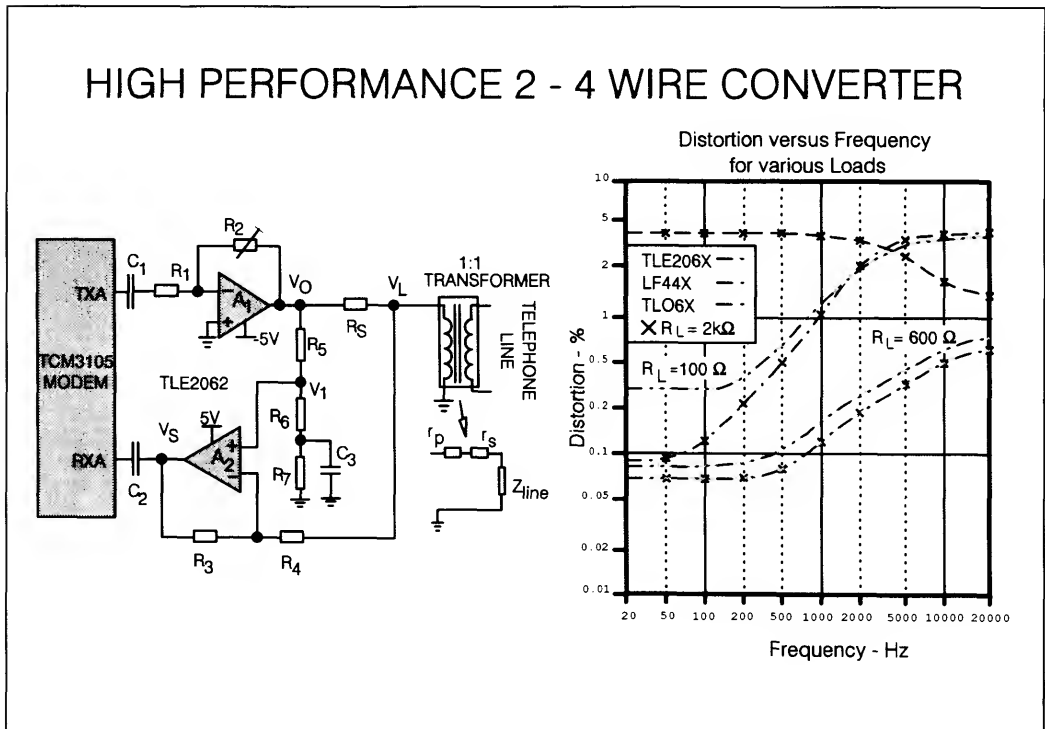 HIGH PERFORMANCE 2 - 4 WIRE CONVERTER
TCM3105
MODEM
TXA
RXA
C1
R1
R2
A1
-5V
VO
RS
VL
1:1
TRANSFORMER
TELEPHONE
LINE
R5
TLE2062
V1
5V
VS
A2
R6
R7
C3
C2
R3
R4
rp
rs
Zline
Distortion versus Frequency
for various Loads
Distortion - %
10
5
2
1
0.5
0.2
0.1
0.05
0.02
0.01
TLE206X
LF44X
TLO6X
X RL = 2kΩ
RL = 100 Ω
RL = 600 Ω
20 50 100 200 500 1000 2000 5000 10000 20000
Frequency - Hz